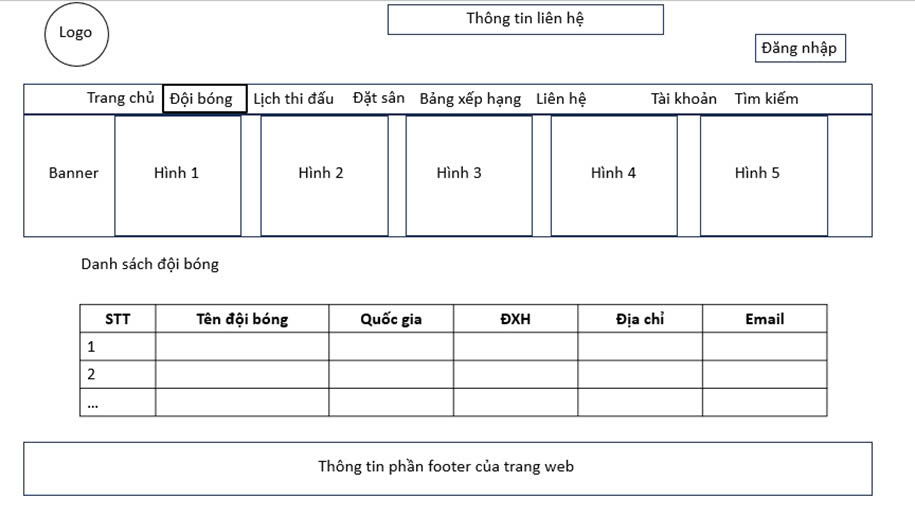 Logo
Thông tin liên hệ
Đăng nhập
Trang chủ Đội bóng Lịch thi đấu Đặt sân Bảng xếp hạng Liên hệ Tài khoản Tìm kiếm
Banner Hình 1 Hình 2 Hình 3 Hình 4 Hình 5
Danh sách đội bóng
STT Tên đội bóng Quốc gia ĐXH Địa chỉ Email
1
2
...
Thông tin phần footer của trang web